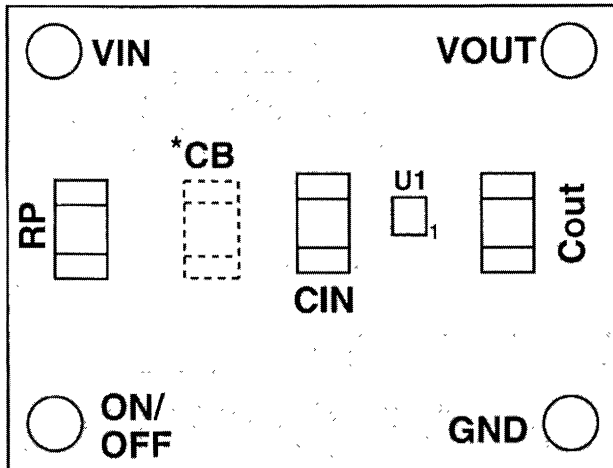 VIN
VOUT
*CB
U1
RP
1
Cout
CIN
ON/
OFF
GND